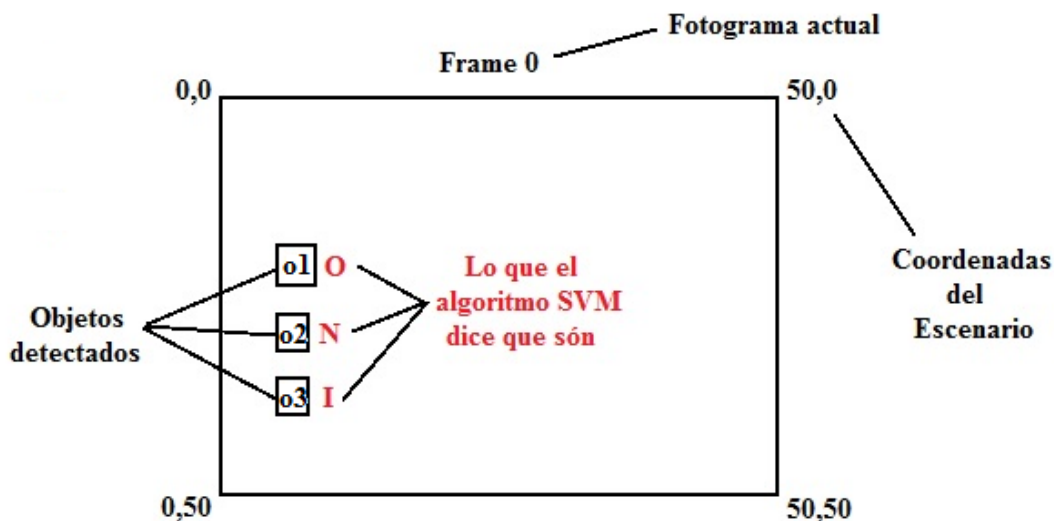 Fotograma actual
Frame 0
0,0
50,0
o1 O
o2 N
o3 I
Objetos
detectados
Lo que el
algoritmo SVM
dice que són
Coordenadas
del
Escenario
0,50
50,50